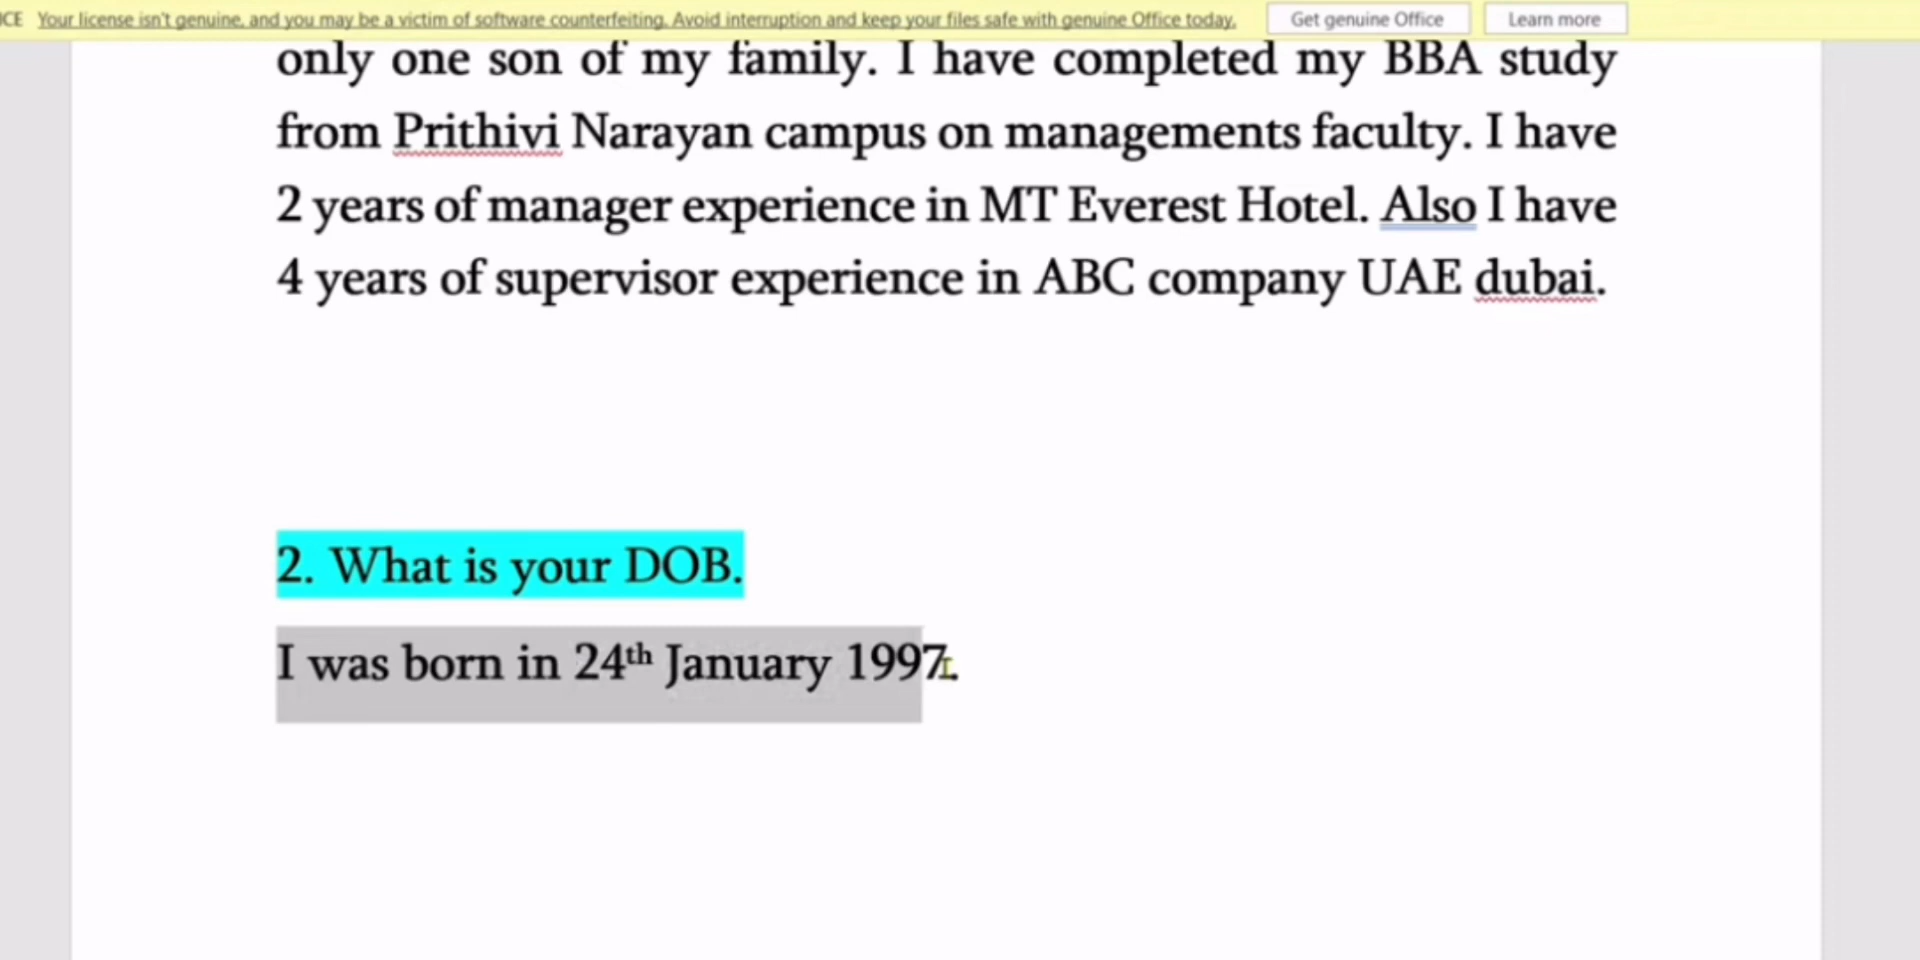 Your license isn't genuine, and you may be a victim of software counterfeiting. Avoid interruption and keep your files safe with genuine Office today. Get genuine Office Learn more
only one son of my family. I have completed my BBA study
from Prithivi Narayan campus on managements faculty. I have
2 years of manager experience in MT Everest Hotel. Also I have
4 years of supervisor experience in ABC company UAE dubai.
2. What is your DOB.
I was born in 24th January 1997.